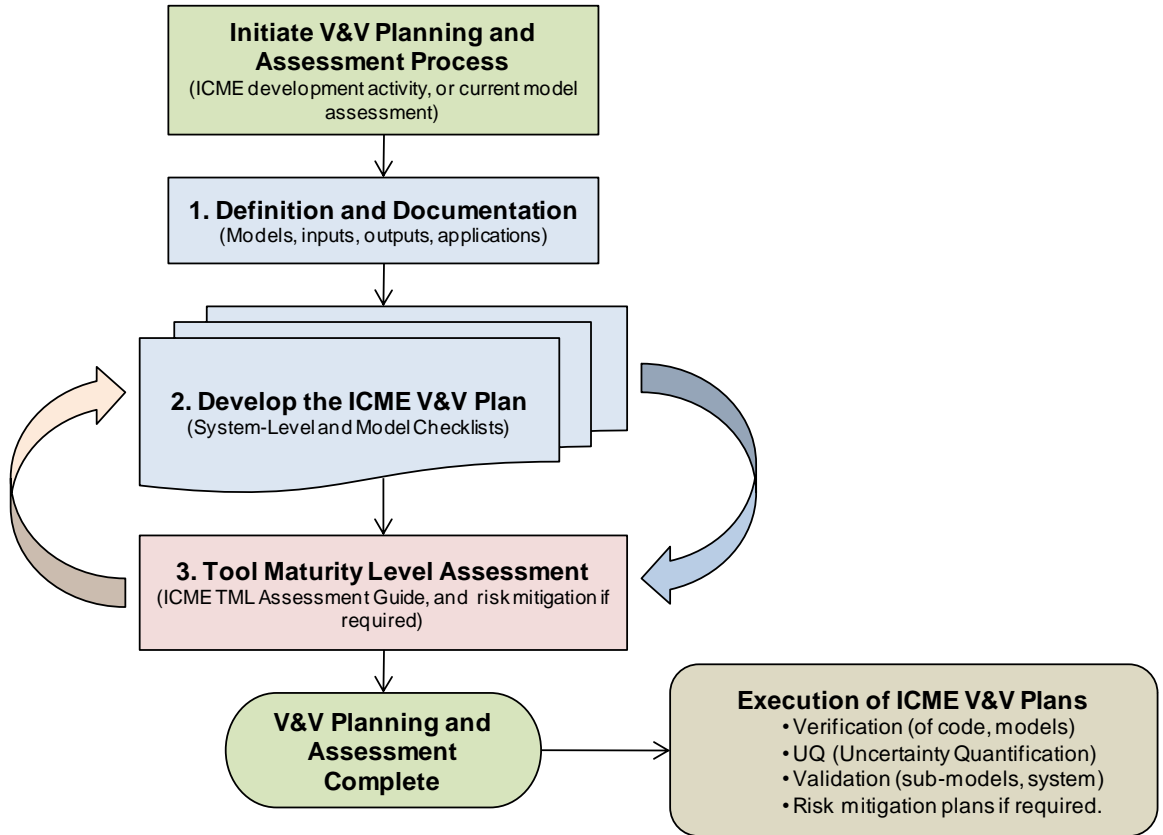 Initiate V&V Planning and
Assessment Process
(ICME development activity, or current model
assessment)
1. Definition and Documentation
(Models, inputs, outputs, applications)
2. Develop the ICME V&V Plan
(System-Level and Model Checklists)
3. Tool Maturity Level Assessment
(ICME TML Assessment Guide, and risk mitigation if
required)
V&V Planning and
Assessment
Complete
Execution of ICME V&V Plans
• Verification (of code, models)
• UQ (Uncertainty Quantification)
• Validation (sub-models, system)
• Risk mitigation plans if required.